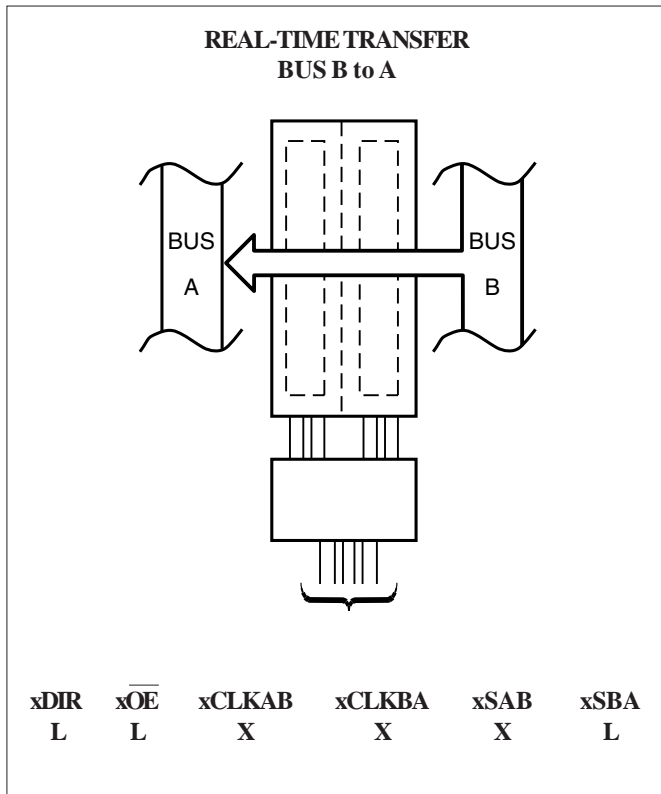 REAL-TIME TRANSFER
BUS B to A
BUS BUS
A B
xDIR xOE xCLKAB xCLKBA xSAB xSBA
L L X X X L